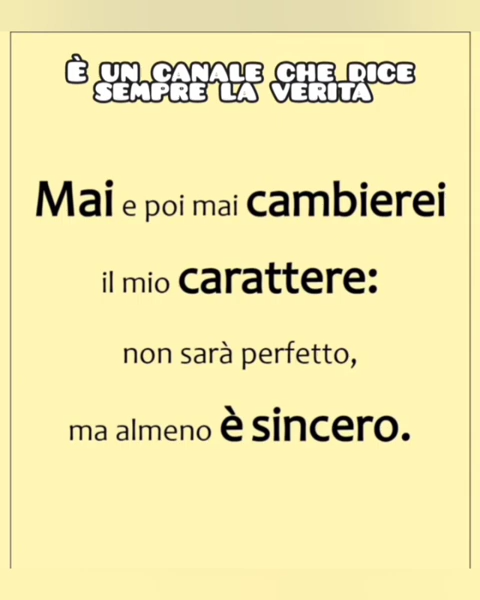 È UN CANALE CHE DICE
SEMPRE LA VERITÀ
Mai e poi mai cambierei
il mio carattere:
non sarà perfetto,
ma almeno è sincero.